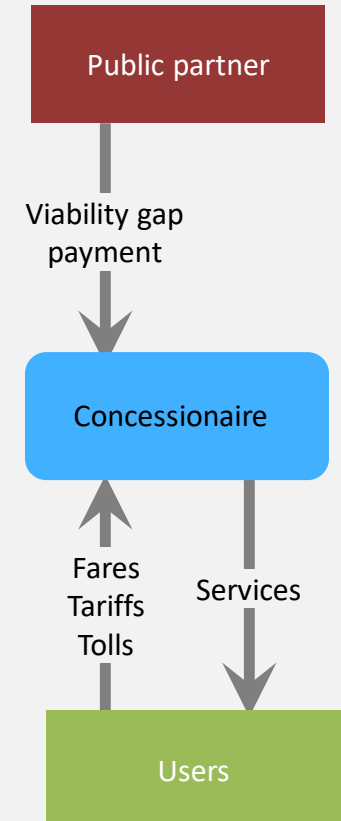 Public partner
Viability gap
payment
Concessionaire
Fares
Tariffs
Tolls
Services
Users